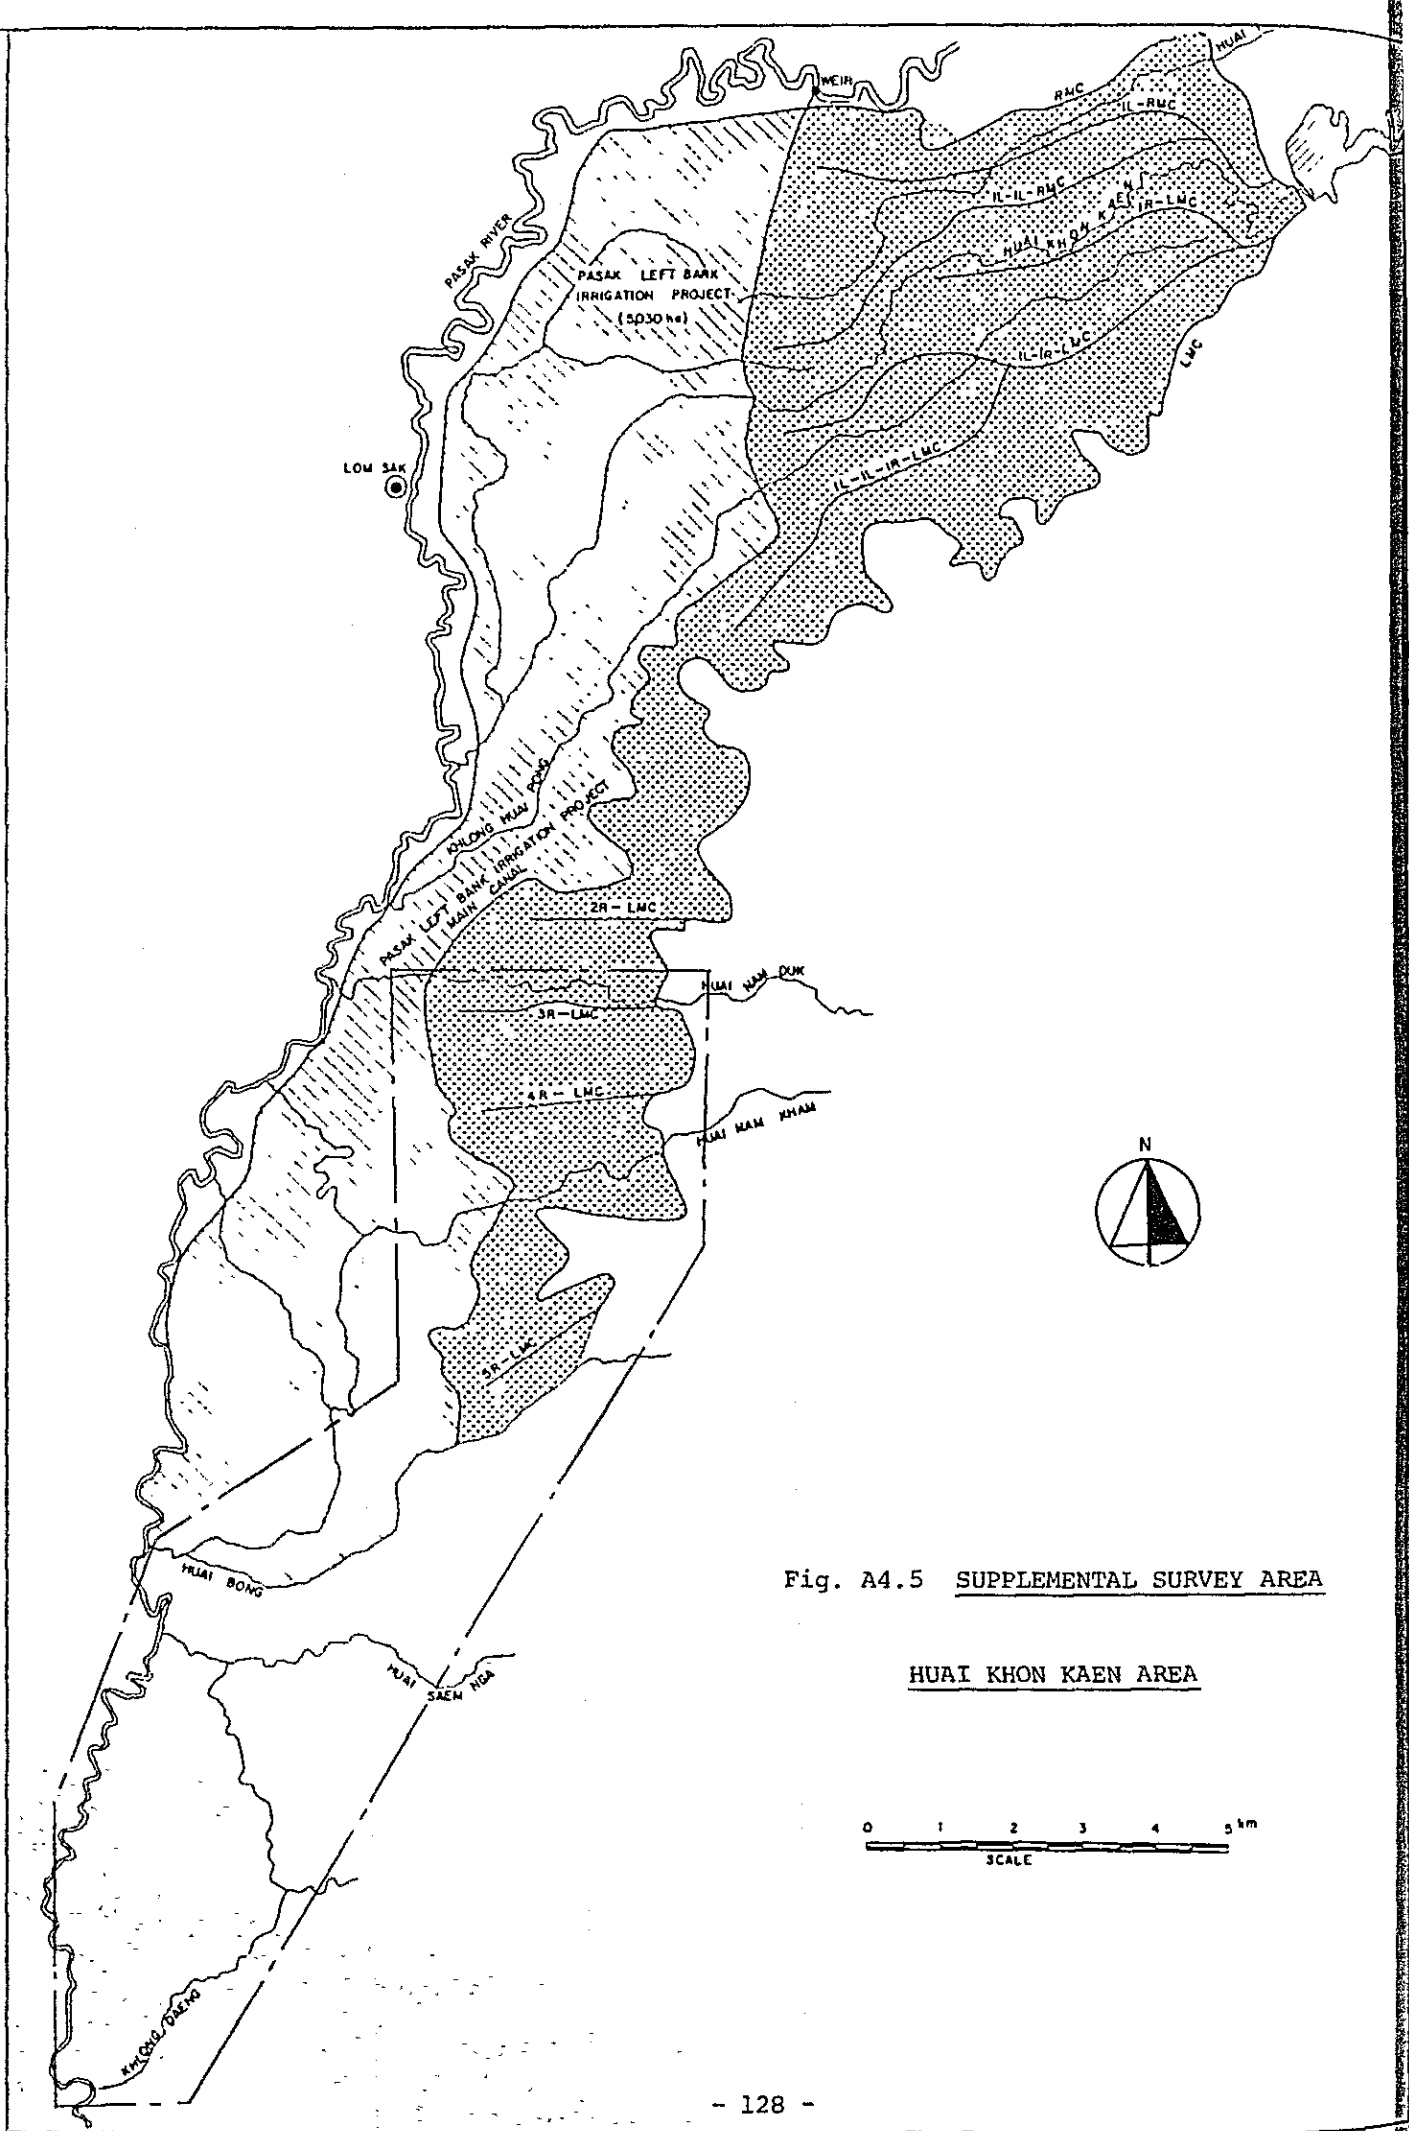 HUAI
WEIR
RMC
IL-RMC
IL-IL-RMC
HUAI KHON KAEN
IR-LMC
PASAK RIVER
PASAK LEFT BANK
IRRIGATION PROJECT
(5,030 ha)
IL-IR-LMC
LMC
LOM SAK
IL-IL-IR-LMC
KHLONG HUAI PONG
PASAK LEFT BANK IRRIGATION PROJECT
MAIN CANAL
2R-LMC
HUAI NAM DUK
3R-LMC
4R-LMC
HUAI NAM KHAM
N
5R-LMC
HUAI BONG
Fig. A4.5 SUPPLEMENTAL SURVEY AREA
HUAI KHON KAEN AREA
HUAI SAEM NGA
0 1 2 3 4 5 km
SCALE
KHLONG DAENG
- 128 -